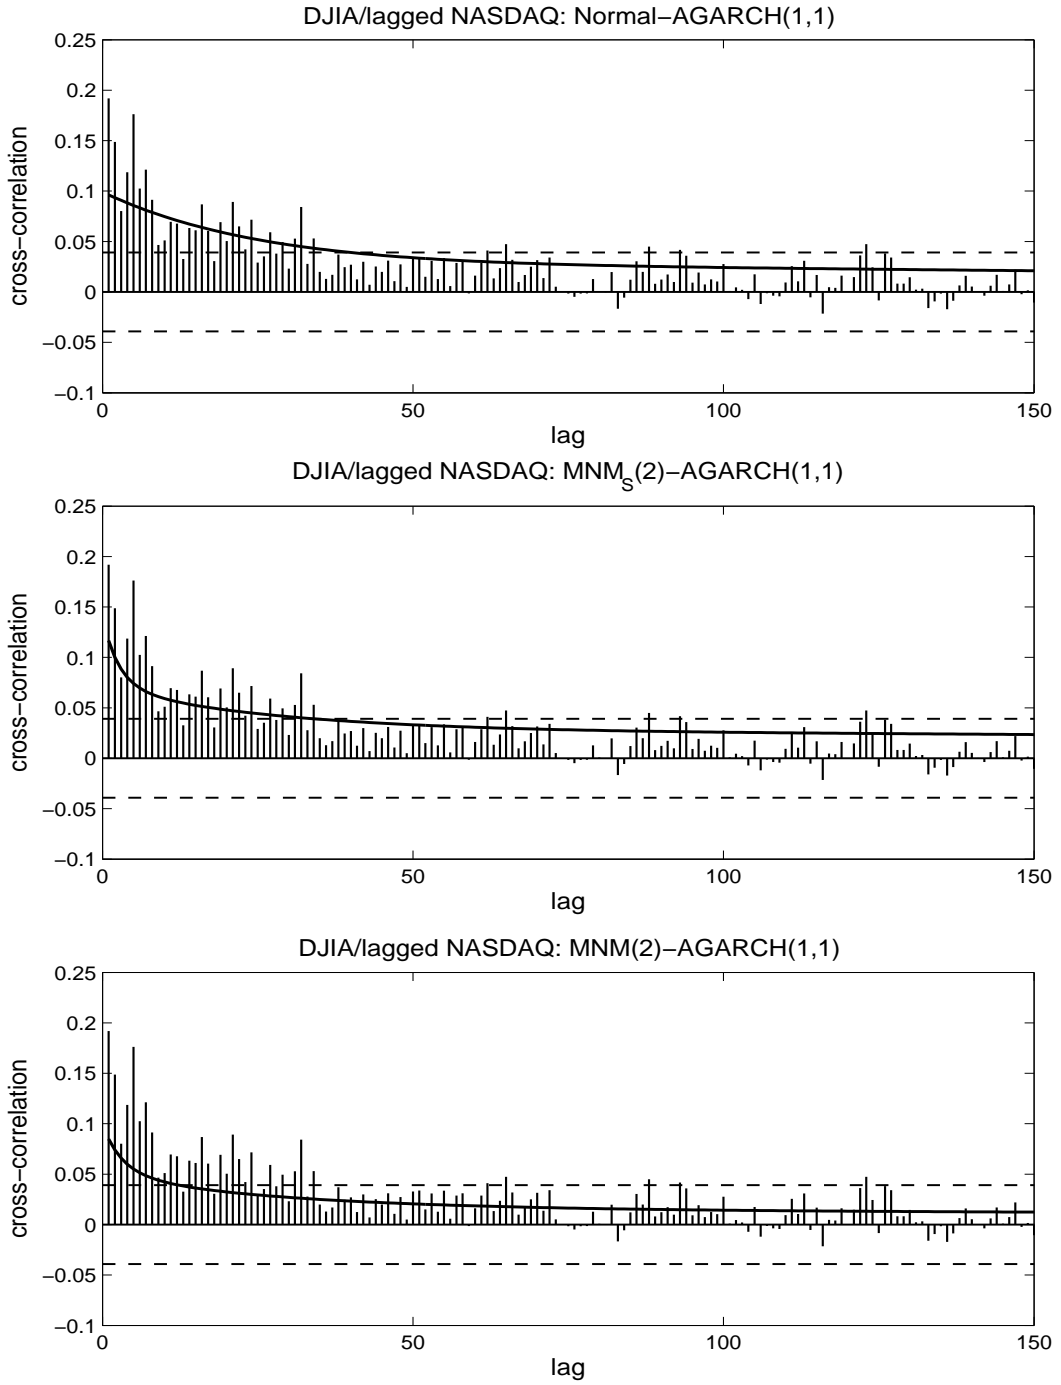 DJIA/lagged NASDAQ: Normal−AGARCH(1,1)
0.25
0.2
0.15
0.1
0.05
0
−0.05
−0.1
cross−correlation
0 50 100 150
lag
DJIA/lagged NASDAQ: MNM_S(2)−AGARCH(1,1)
0.25
0.2
0.15
0.1
0.05
0
−0.05
−0.1
cross−correlation
0 50 100 150
lag
DJIA/lagged NASDAQ: MNM(2)−AGARCH(1,1)
0.25
0.2
0.15
0.1
0.05
0
−0.05
−0.1
cross−correlation
0 50 100 150
lag